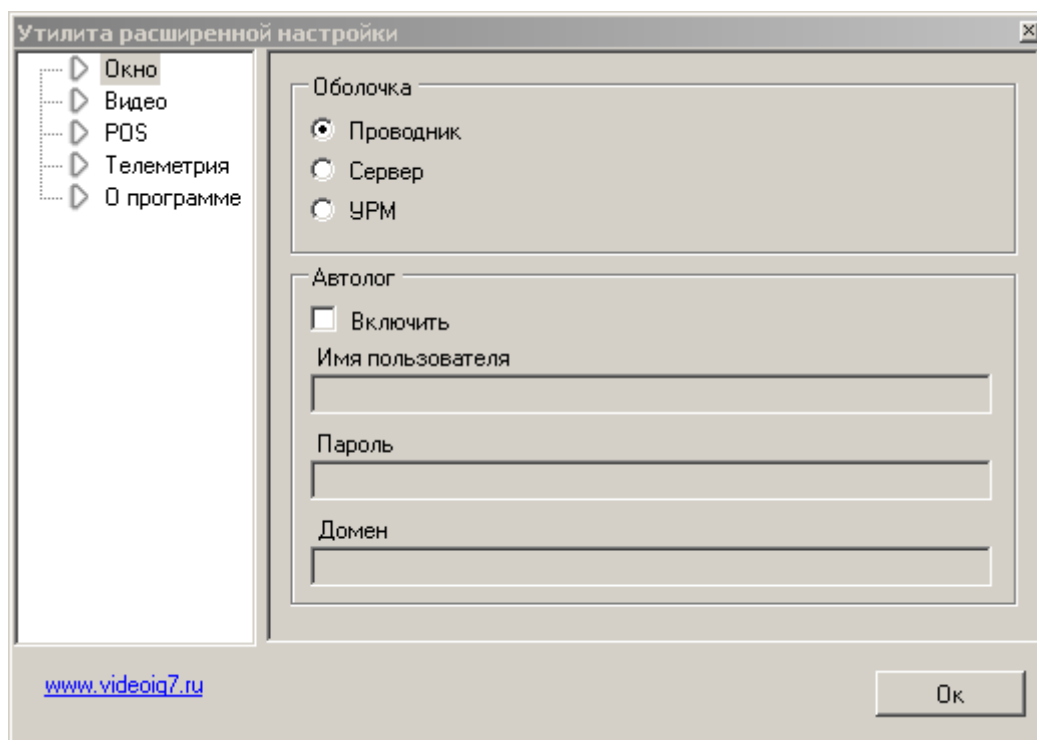 Утилита расширенной настройки
Окно
Видео
POS
Телеметрия
О программе
Оболочка
Проводник
Сервер
УРМ
Автолог
Включить
Имя пользователя
Пароль
Домен
www.videoiq7.ru
Ок